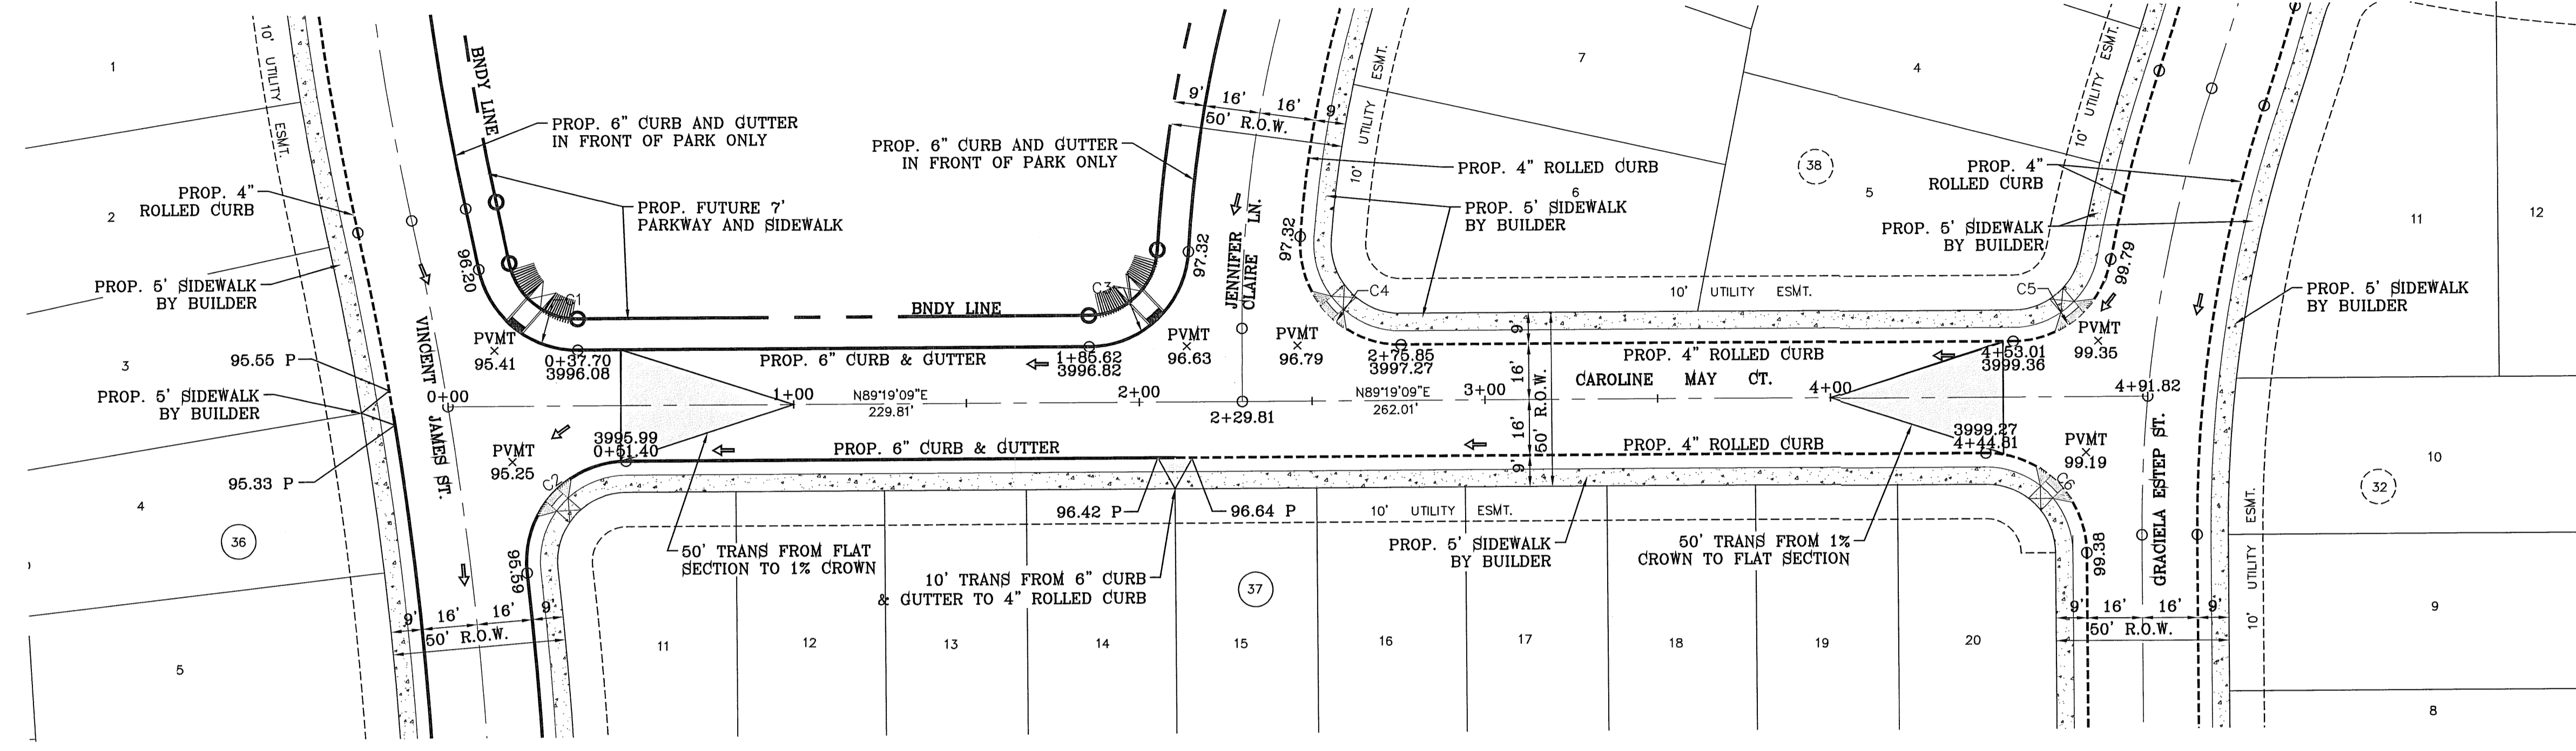 1
2
3
4
5
36
10' UTILITY
ESMT.
PROP. 4"
ROLLED CURB
PROP. 5' SIDEWALK
BY BUILDER
95.55 P
PROP. 5' SIDEWALK
BY BUILDER
95.33 P
VINCENT JAMES ST.
9'
16'
16'
9'
50' R.O.W.
BNDY LINE
PROP. 6" CURB AND GUTTER
IN FRONT OF PARK ONLY
PROP. FUTURE 7'
PARKWAY AND SIDEWALK
96.20
C1
PVMT
95.41
0+37.70
3996.08
0+00
PVMT
95.25
3995.99
0+51.40
C2
95.59
PROP. 6" CURB AND GUTTER
IN FRONT OF PARK ONLY
BNDY LINE
C3
97.32
PROP. 6" CURB & GUTTER
1+85.62
3996.82
1+00
N89°19'09"E
229.81'
2+00
PROP. 6" CURB & GUTTER
50' TRANS FROM FLAT
SECTION TO 1% CROWN
10' TRANS FROM 6" CURB
& GUTTER TO 4" ROLLED CURB
96.42 P
96.64 P
9'
16'
16'
9'
50' R.O.W.
JENNIFER
CLAIRE LN.
PVMT
96.63
PVMT
96.79
2+29.81
97.32
C4
10' UTILITY ESMT.
PROP. 4" ROLLED CURB
PROP. 5' SIDEWALK
BY BUILDER
7
4
6
5
38
10' UTILITY ESMT.
2+75.85
3997.27
N89°19'09"E
262.01'
3+00
9'
16'
16'
9'
50' R.O.W.
PROP. 4" ROLLED CURB
CAROLINE MAY CT.
PROP. 4" ROLLED CURB
4+00
4+53.01
3999.36
3999.27
4+44.81
10' UTILITY ESMT.
PROP. 5' SIDEWALK
BY BUILDER
50' TRANS FROM 1%
CROWN TO FLAT SECTION
37
11
12
13
14
15
16
17
18
19
20
10' UTILITY ESMT.
PROP. 4"
ROLLED CURB
PROP. 5' SIDEWALK
BY BUILDER
C5
99.79
PVMT
99.35
4+91.82
PVMT
99.19
C6
99.38
GRACIELA ESTEP ST.
9'
16'
16'
9'
50' R.O.W.
10' UTILITY ESMT.
PROP. 5' SIDEWALK
BY BUILDER
11
12
10
32
9
8